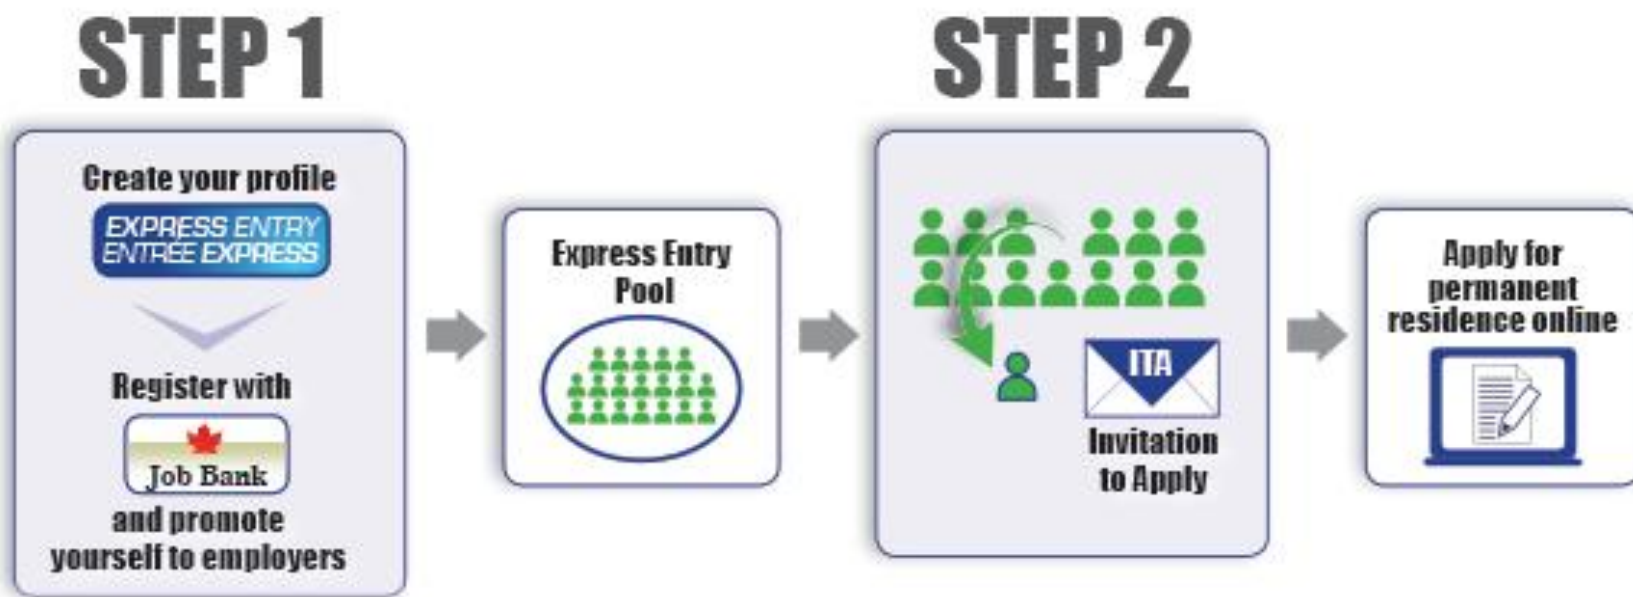 STEP 1
Create your profile
EXPRESS ENTRY
ENTRÉE EXPRESS
Register with
Job Bank
and promote
yourself to employers
Express Entry
Pool
STEP 2
ITA
Invitation
to Apply
Apply for
permanent
residence online